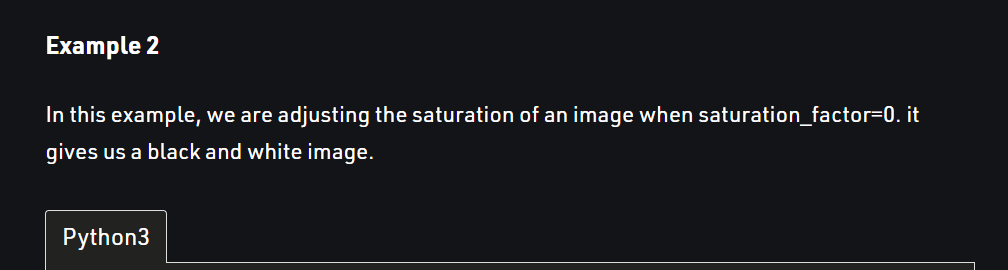 Example 2
In this example, we are adjusting the saturation of an image when saturation_factor=0. it
gives us a black and white image.
Python3